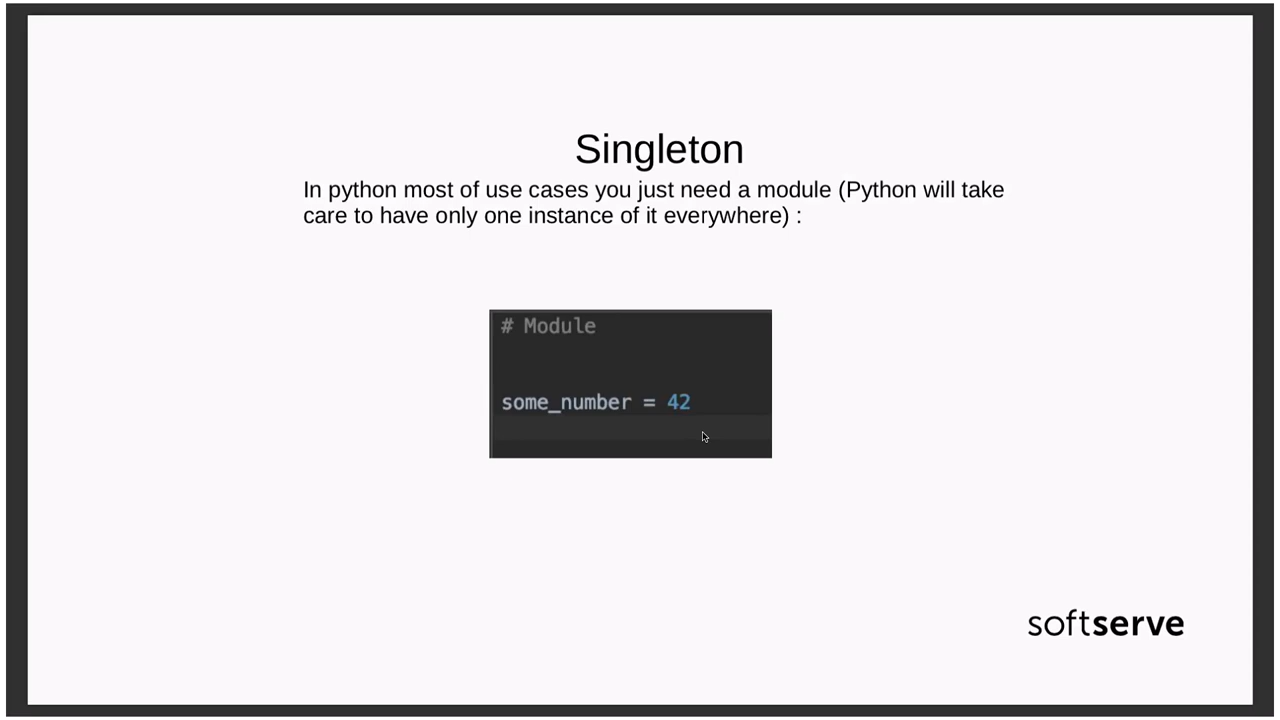 Singleton
In python most of use cases you just need a module (Python will take
care to have only one instance of it everywhere) :
# Module
some_number = 42
softserve